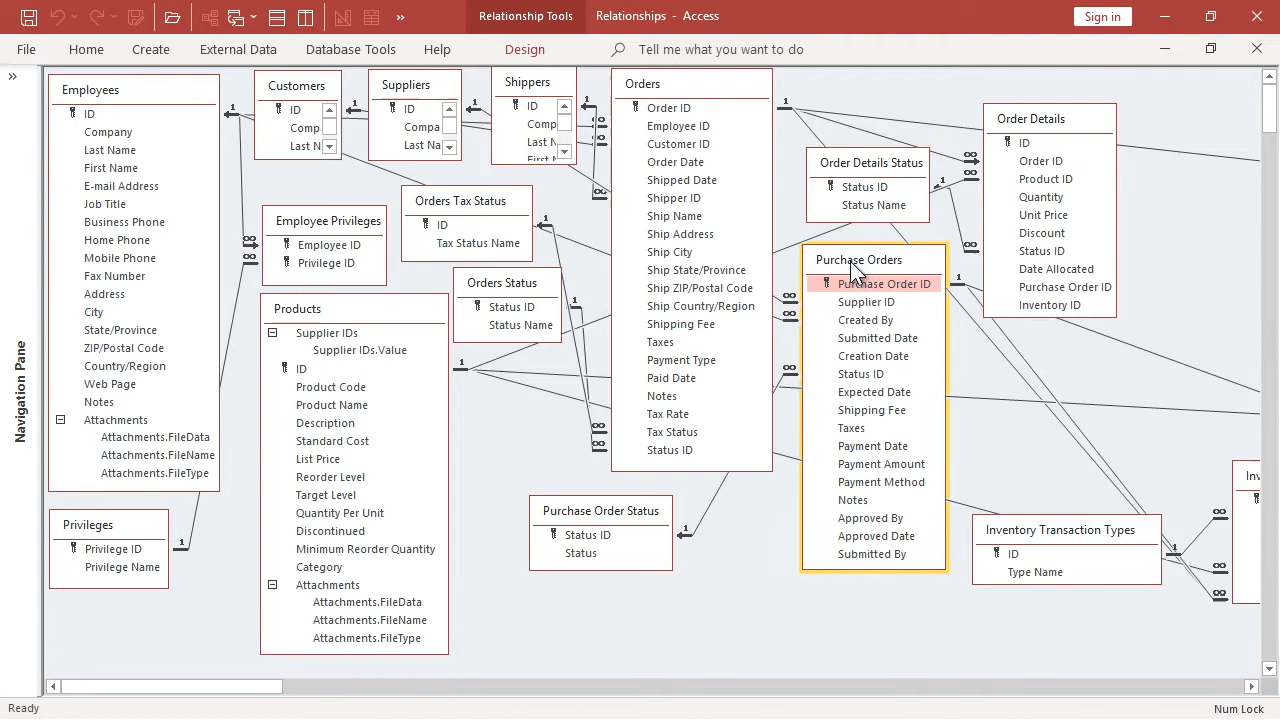 Relationship Tools
Relationships - Access
Sign in
File
Home
Create
External Data
Database Tools
Help
Design
Tell me what you want to do
Navigation Pane
Employees
ID
Company
Last Name
First Name
E-mail Address
Job Title
Business Phone
Home Phone
Mobile Phone
Fax Number
Address
City
State/Province
ZIP/Postal Code
Country/Region
Web Page
Notes
Attachments
Attachments.FileData
Attachments.FileName
Attachments.FileType
Privileges
Privilege ID
Privilege Name
Customers
ID
Comp
Last N
Suppliers
ID
Compa
Last Na
Shippers
ID
Comp
Last N
First N
Employee Privileges
Employee ID
Privilege ID
Orders Tax Status
ID
Tax Status Name
Orders Status
Status ID
Status Name
Products
Supplier IDs
Supplier IDs.Value
ID
Product Code
Product Name
Description
Standard Cost
List Price
Reorder Level
Target Level
Quantity Per Unit
Discontinued
Minimum Reorder Quantity
Category
Attachments
Attachments.FileData
Attachments.FileName
Attachments.FileType
Orders
Order ID
Employee ID
Customer ID
Order Date
Shipped Date
Shipper ID
Ship Name
Ship Address
Ship City
Ship State/Province
Ship ZIP/Postal Code
Ship Country/Region
Shipping Fee
Taxes
Payment Type
Paid Date
Notes
Tax Rate
Tax Status
Status ID
Purchase Order Status
Status ID
Status
Order Details Status
Status ID
Status Name
Purchase Orders
Purchase Order ID
Supplier ID
Created By
Submitted Date
Creation Date
Status ID
Expected Date
Shipping Fee
Taxes
Payment Date
Payment Amount
Payment Method
Notes
Approved By
Approved Date
Submitted By
Order Details
ID
Order ID
Product ID
Quantity
Unit Price
Discount
Status ID
Date Allocated
Purchase Order ID
Inventory ID
Inventory Transaction Types
ID
Type Name
Ready
Num Lock